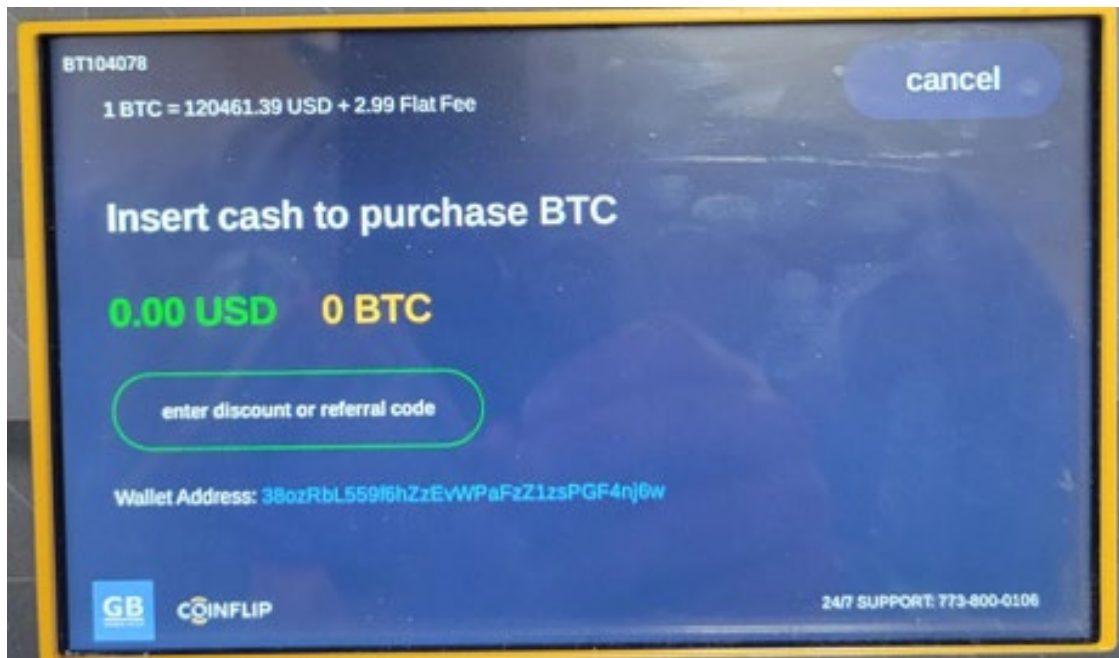 BT104078
cancel
1 BTC = 120461.39 USD + 2.99 Flat Fee
Insert cash to purchase BTC
0.00 USD 0 BTC
enter discount or referral code
Wallet Address: 38ozRbL559f6hZzEvWPaFzZ1zsPGF4nj6w
GB
COINFLIP
24/7 SUPPORT: 773-800-0106